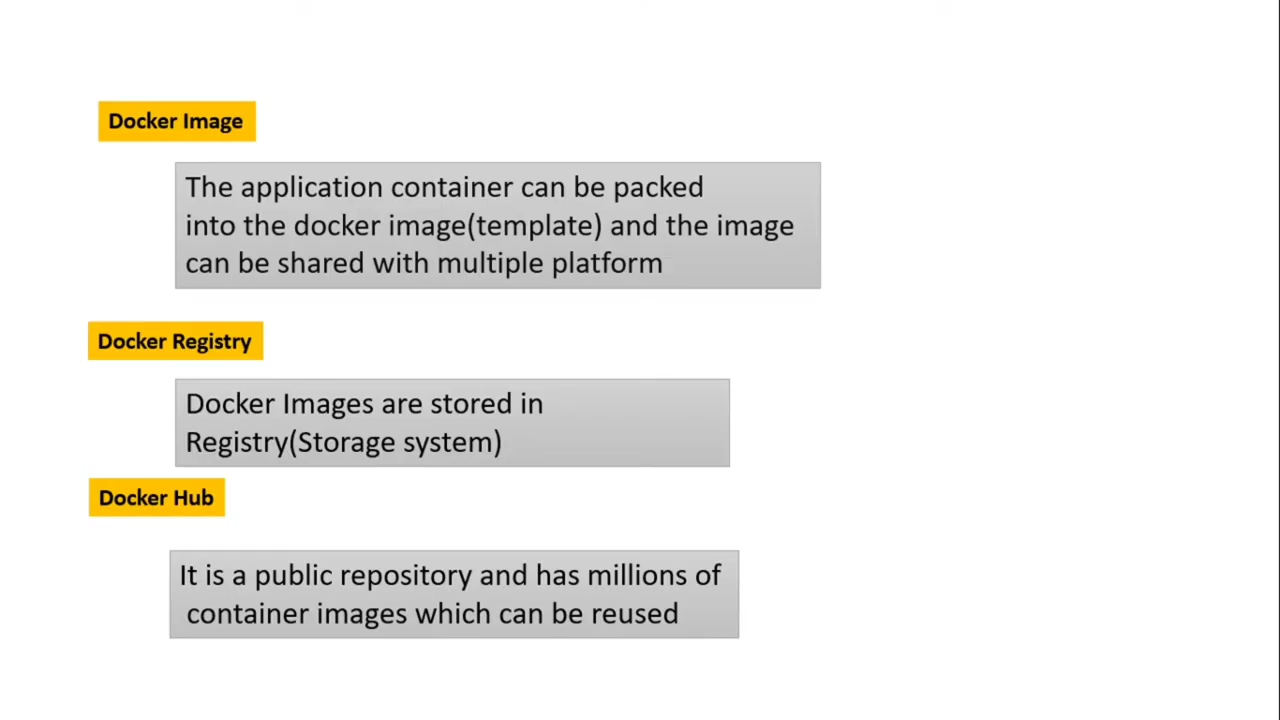 Docker Image
The application container can be packed
into the docker image(template) and the image
can be shared with multiple platform
Docker Registry
Docker Images are stored in
Registry(Storage system)
Docker Hub
It is a public repository and has millions of
container images which can be reused